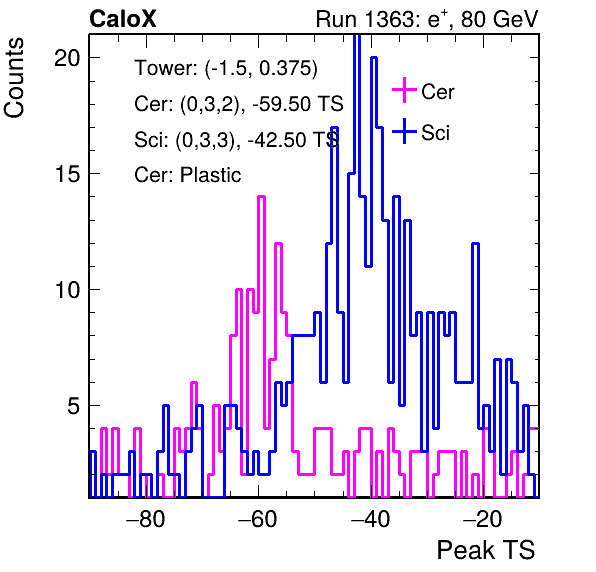 CaloX Run 1363: e⁺, 80 GeV
Counts
Tower: (-1.5, 0.375)
Cer: (0,3,2), -59.50 TS
Sci: (0,3,3), -42.50 TS
Cer: Plastic
Cer
Sci
20
15
10
5
−80 −60 −40 −20
Peak TS